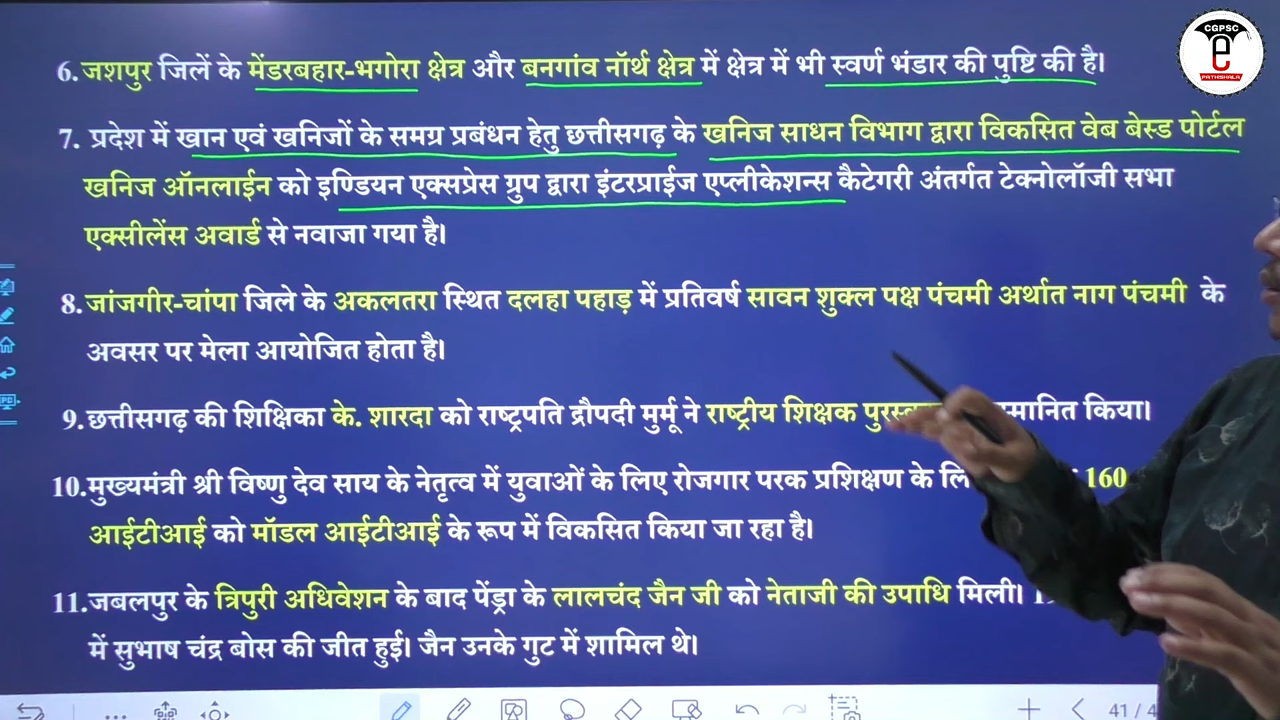 CGPSC
e
PATHSHALA
6. जशपुर जिलें के मेंडरबहार-भगोरा क्षेत्र और बनगांव नॉर्थ क्षेत्र में क्षेत्र में भी स्वर्ण भंडार की पुष्टि की है।
7. प्रदेश में खान एवं खनिजों के समग्र प्रबंधन हेतु छत्तीसगढ़ के खनिज साधन विभाग द्वारा विकसित वेब बेस्ड पोर्टल
खनिज ऑनलाईन को इण्डियन एक्सप्रेस ग्रुप द्वारा इंटरप्राईज एप्लीकेशन्स कैटेगरी अंतर्गत टेक्नोलॉजी सभा
एक्सीलेंस अवार्ड से नवाजा गया है।
8. जांजगीर-चांपा जिले के अकलतरा स्थित दलहा पहाड़ में प्रतिवर्ष सावन शुक्ल पक्ष पंचमी अर्थात नाग पंचमी के
अवसर पर मेला आयोजित होता है।
9. छत्तीसगढ़ की शिक्षिका के. शारदा को राष्ट्रपति द्रौपदी मुर्मू ने राष्ट्रीय शिक्षक किया।
10. मुख्यमंत्री श्री विष्णु देव साय के नेतृत्व में युवाओं के लिए रोजगार परक प्रशिक्षण के 160
आईटीआई को मॉडल आईटीआई के रूप में विकसित किया जा रहा है।
11. जबलपुर के त्रिपुरी अधिवेशन के बाद पेंड्रा के लालचंद जैन जी को नेताजी की उपाधि मिली।
में सुभाष चंद्र बोस की जीत हुई। जैन उनके गुट में शामिल थे।
41 / 4